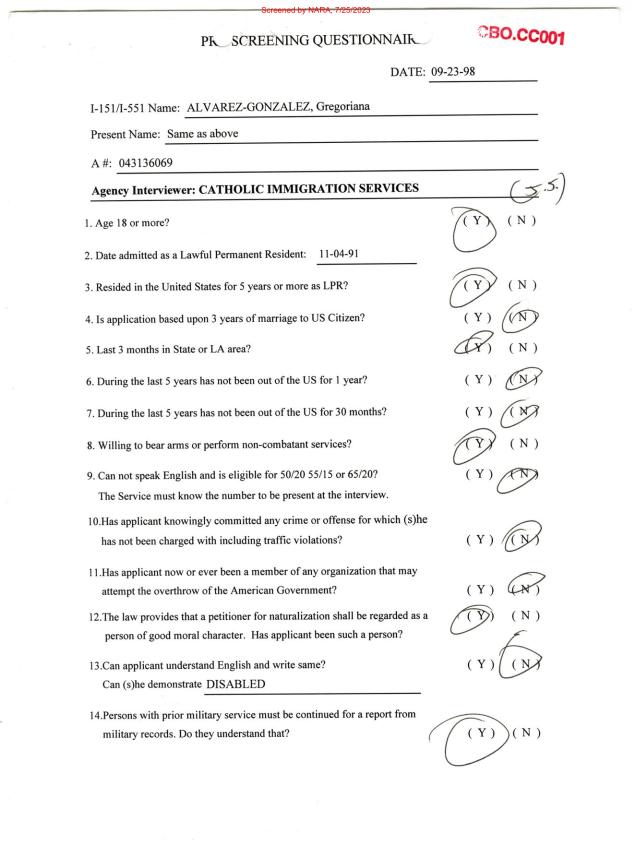 Screened by NARA, 7/25/2023
CBO.CC001
SCREENING QUESTIONNAI
DATE: 09-23-98
I-151/I-551 Name: ALVAREZ-GONZALEZ, Gregoriana
Present Name: Same as above
A #: 043136069
Agency Interviewer: CATHOLIC IMMIGRATION SERVICES
1. Age 18 or more? ( Y ) ( N )
2. Date admitted as a Lawful Permanent Resident: 11-04-91
3. Resided in the United States for 5 years or more as LPR? ( Y ) ( N )
4. Is application based upon 3 years of marriage to US Citizen? ( Y ) ( N )
5. Last 3 months in State or LA area? ( Y ) ( N )
6. During the last 5 years has not been out of the US for 1 year? ( Y ) ( N )
7. During the last 5 years has not been out of the US for 30 months? ( Y ) ( N )
8. Willing to bear arms or perform non-combatant services? ( Y ) ( N )
9. Can not speak English and is eligible for 50/20 55/15 or 65/20? ( Y ) ( N )
The Service must know the number to be present at the interview.
10.Has applicant knowingly committed any crime or offense for which (s)he
has not been charged with including traffic violations? ( Y ) ( N )
11.Has applicant now or ever been a member of any organization that may
attempt the overthrow of the American Government? ( Y ) ( N )
12.The law provides that a petitioner for naturalization shall be regarded as a ( Y ) ( N )
person of good moral character. Has applicant been such a person?
13.Can applicant understand English and write same? ( Y ) ( N )
Can (s)he demonstrate DISABLED
14.Persons with prior military service must be continued for a report from
military records. Do they understand that? ( Y ) ( N )